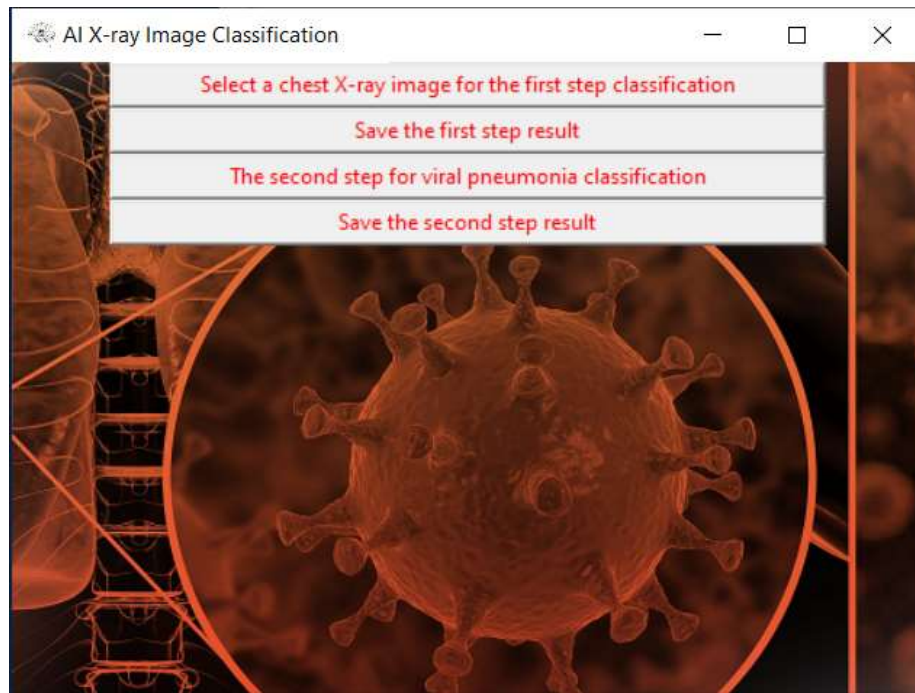 AI X-ray Image Classification
Select a chest X-ray image for the first step classification
Save the first step result
The second step for viral pneumonia classification
Save the second step result